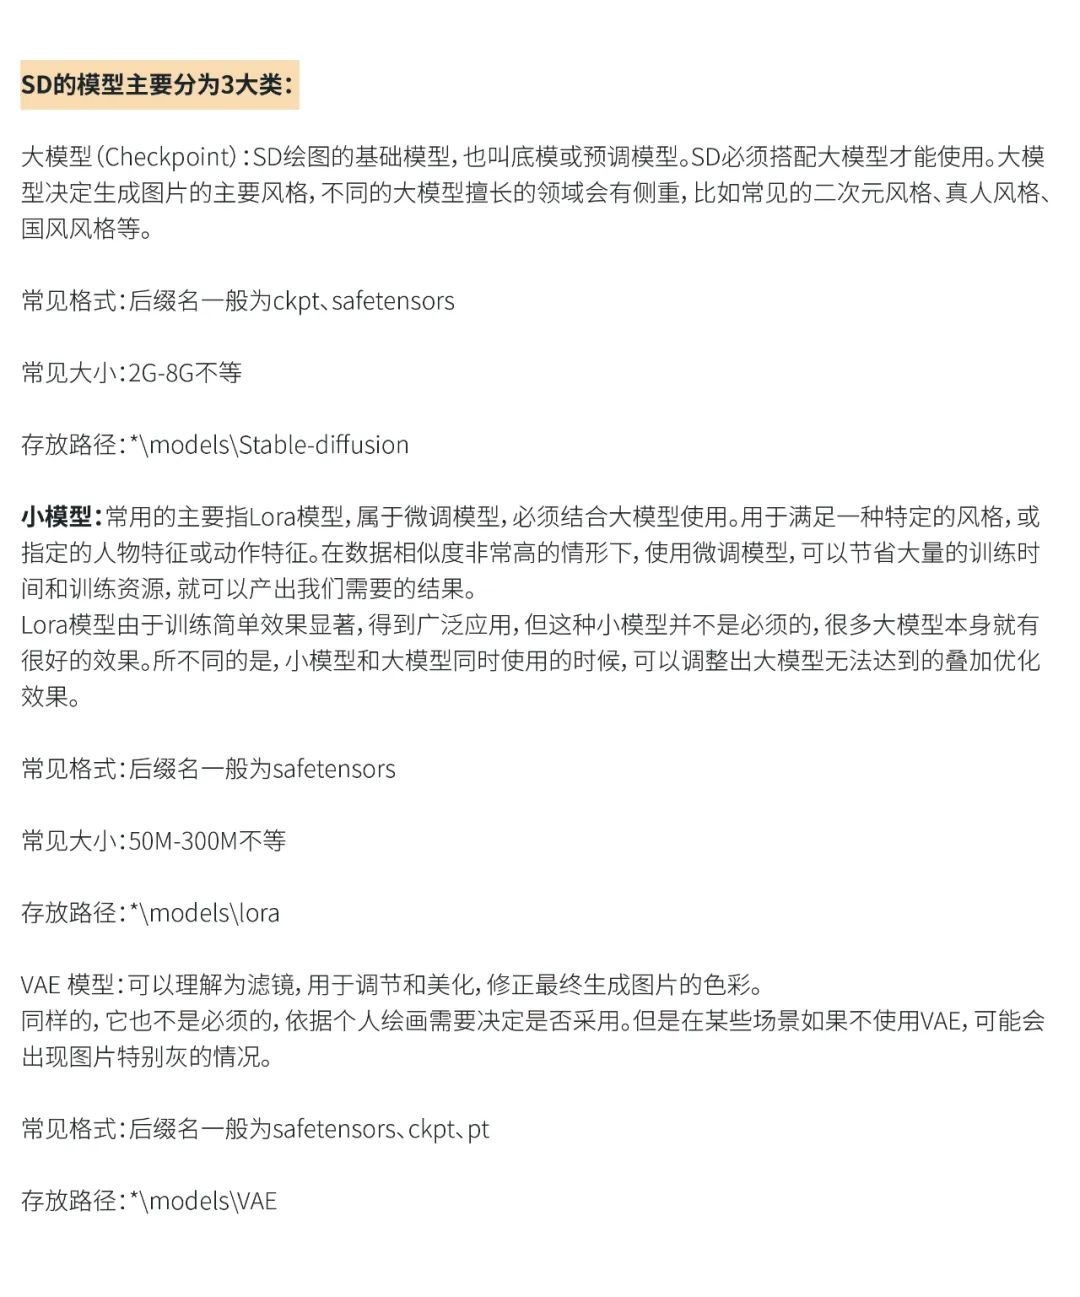 SD的模型主要分为3大类：
大模型（Checkpoint）：SD绘图的基础模型，也叫底模或预调模型。SD必须搭配大模型才能使用。大模
型决定生成图片的主要风格，不同的大模型擅长的领域会有侧重，比如常见的二次元风格、真人风格、
国风风格等。
常见格式：后缀名一般为ckpt、safetensors
常见大小：2G-8G不等
存放路径：*\models\Stable-diffusion
小模型：常用的主要指Lora模型，属于微调模型，必须结合大模型使用。用于满足一种特定的风格，或
指定的人物特征或动作特征。在数据相似度非常高的情形下，使用微调模型，可以节省大量的训练时
间和训练资源，就可以产出我们需要的结果。
Lora模型由于训练简单效果显著，得到广泛应用，但这种小模型并不是必须的，很多大模型本身就有
很好的效果。所不同的是，小模型和大模型同时使用的时候，可以调整出大模型无法达到的叠加优化
效果。
常见格式：后缀名一般为safetensors
常见大小：50M-300M不等
存放路径：*\models\lora
VAE 模型：可以理解为滤镜，用于调节和美化，修正最终生成图片的色彩。
同样的，它也不是必须的，依据个人绘画需要决定是否采用。但是在某些场景如果不使用VAE，可能会
出现图片特别灰的情况。
常见格式：后缀名一般为safetensors、ckpt、pt
存放路径：*\models\VAE